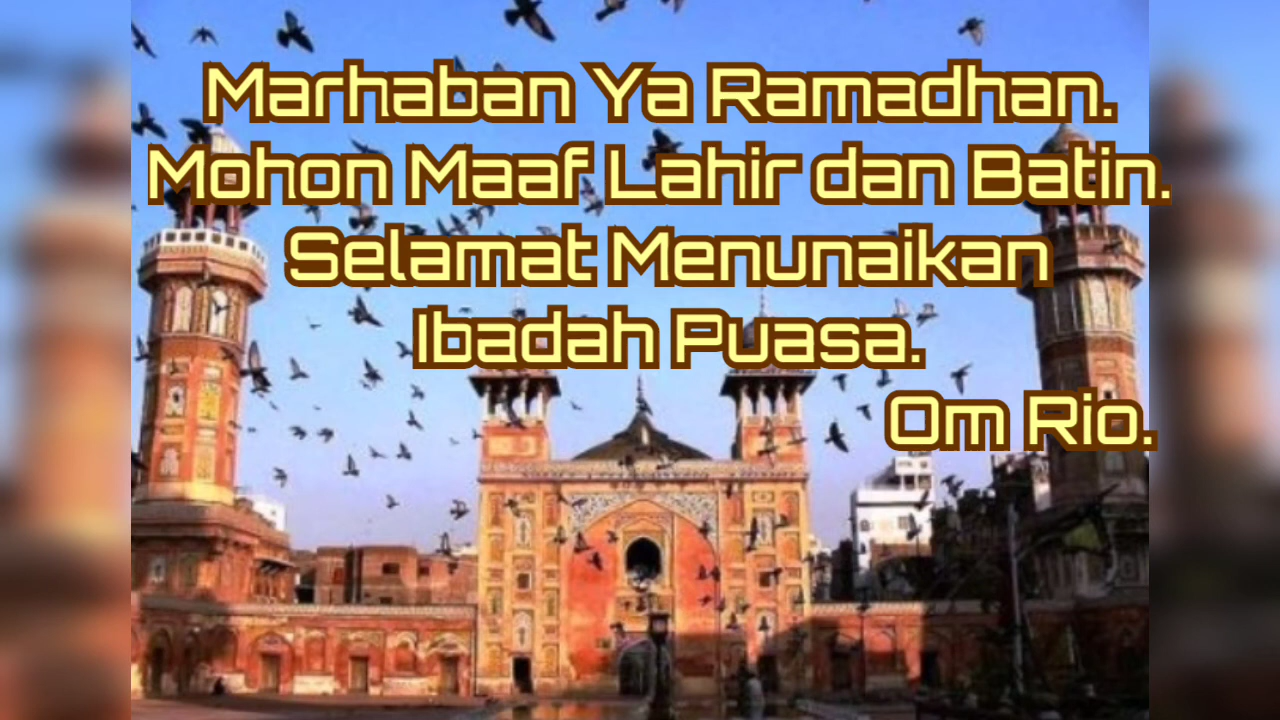 Marhaban Ya Ramadhan.
Mohon Maaf Lahir dan Batin.
Selamat Menunaikan
Ibadah Puasa.
Om Rio.